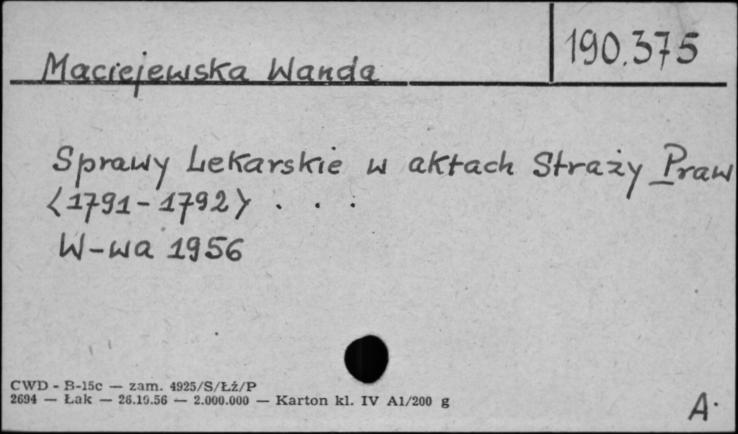 190.375
Maciejewska Wanda
Sprawy Lekarskie w aktach Straży Praw
<1791-1792> . . .
W-wa 1956
CWD - B-15c — zam. 4925/S/Łż/P
2694 — Łak — 26.10.56 — 2.000.000 — Karton kl. IV A1/200 g
A.